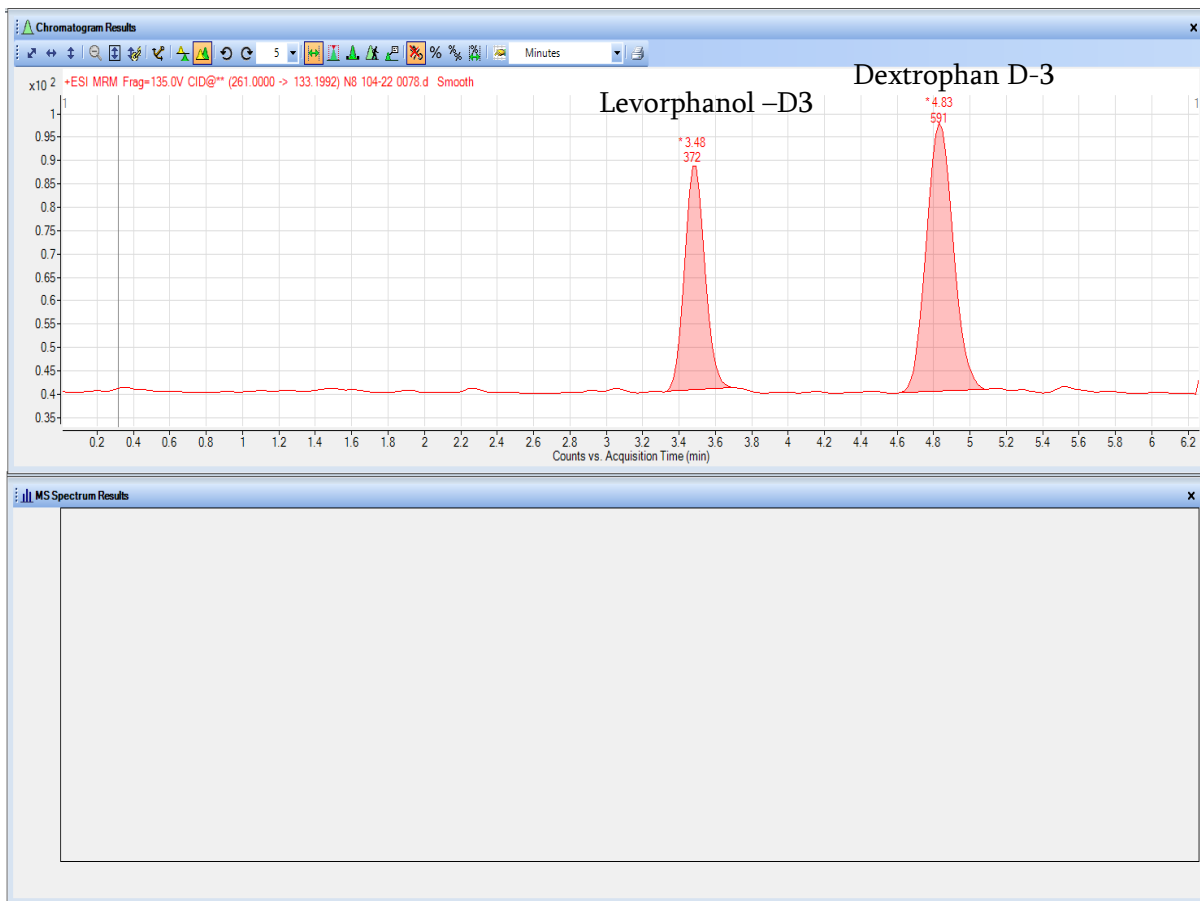 Chromatogram Results
x
5
% %
Minutes
x10 2 +ESI MRM Frag=135.0V CID@** (261.0000 -> 133.1992) N8 104-22 0078.d Smooth
Dextrophan D-3
Levorphanol –D3
1
1
* 4.83
591
* 3.48
372
1
0.95
0.9
0.85
0.8
0.75
0.7
0.65
0.6
0.55
0.5
0.45
0.4
0.35
0.2 0.4 0.6 0.8 1 1.2 1.4 1.6 1.8 2 2.2 2.4 2.6 2.8 3 3.2 3.4 3.6 3.8 4 4.2 4.4 4.6 4.8 5 5.2 5.4 5.6 5.8 6 6.2
Counts vs. Acquisition Time (min)
MS Spectrum Results
x